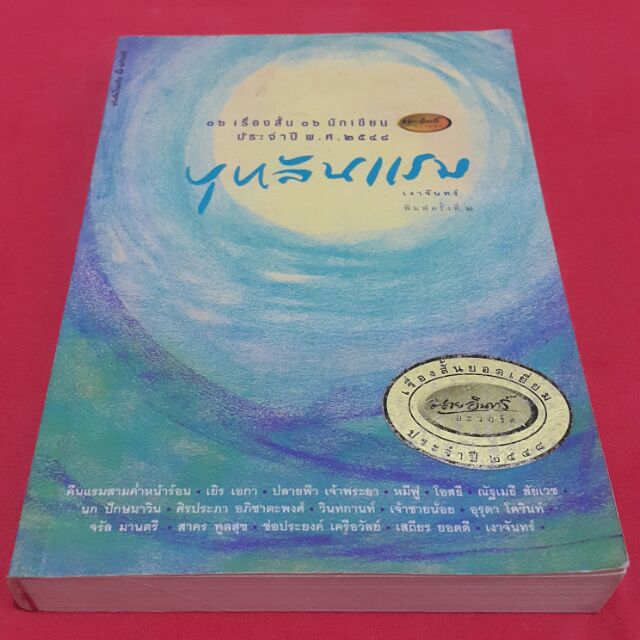 ๑๖ เรื่องสั้น ๑๖ นักเขียน
ประจำปี พ.ศ.๒๕๔๘
บุหลันแรม
เงาจันทร์
พิมพ์ครั้งที่ ๒
เรื่องสั้นยอดเยี่ยม
นายอินทร์
อะวอร์ด
ประจำปี ๒๕๔๘
คืนแรมสามค่ำหน้าร้อน • เยิร เอกา • ปลายฟ้า เจ้าพระยา • หมีฟู • โอสธี • ณัฐเมธี สัยเวช •
นก ปักษนาวิน • ศิรประภา อภิชาตะพงศ์ • วินทกานท์ • เจ้าชายน้อย • อุรุดา โควินท์ •
จรัล มานตรี • สาคร พูลสุข • ช่อประยงค์ เครือวัลย์ • เสถียร ยอดดี • เงาจันทร์ •